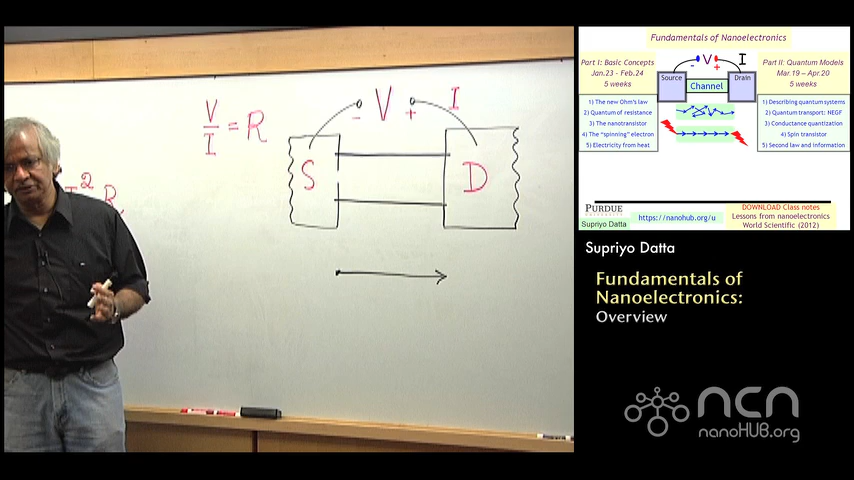 V
I
= R
I² R
- V + I
S
D
Fundamentals of Nanoelectronics
Part I: Basic Concepts
Jan.23 - Feb.24
5 weeks
1) The new Ohm's law
2) Quantum of resistance
3) The nanotransistor
4) The "spinning" electron
5) Electricity from heat
V I
- +
Source
Channel
Drain
Part II: Quantum Models
Mar.19 – Apr.20
5 weeks
1) Describing quantum systems
2) Quantum transport: NEGF
3) Conductance quantization
4) Spin transistor
5) Second law and information
PURDUE
Supriyo Datta
https://nanohub.org/u
DOWNLOAD Class notes
Lessons from nanoelectronics
World Scientific (2012)
Supriyo Datta
Fundamentals of
Nanoelectronics:
Overview
ncn
nanoHUB.org